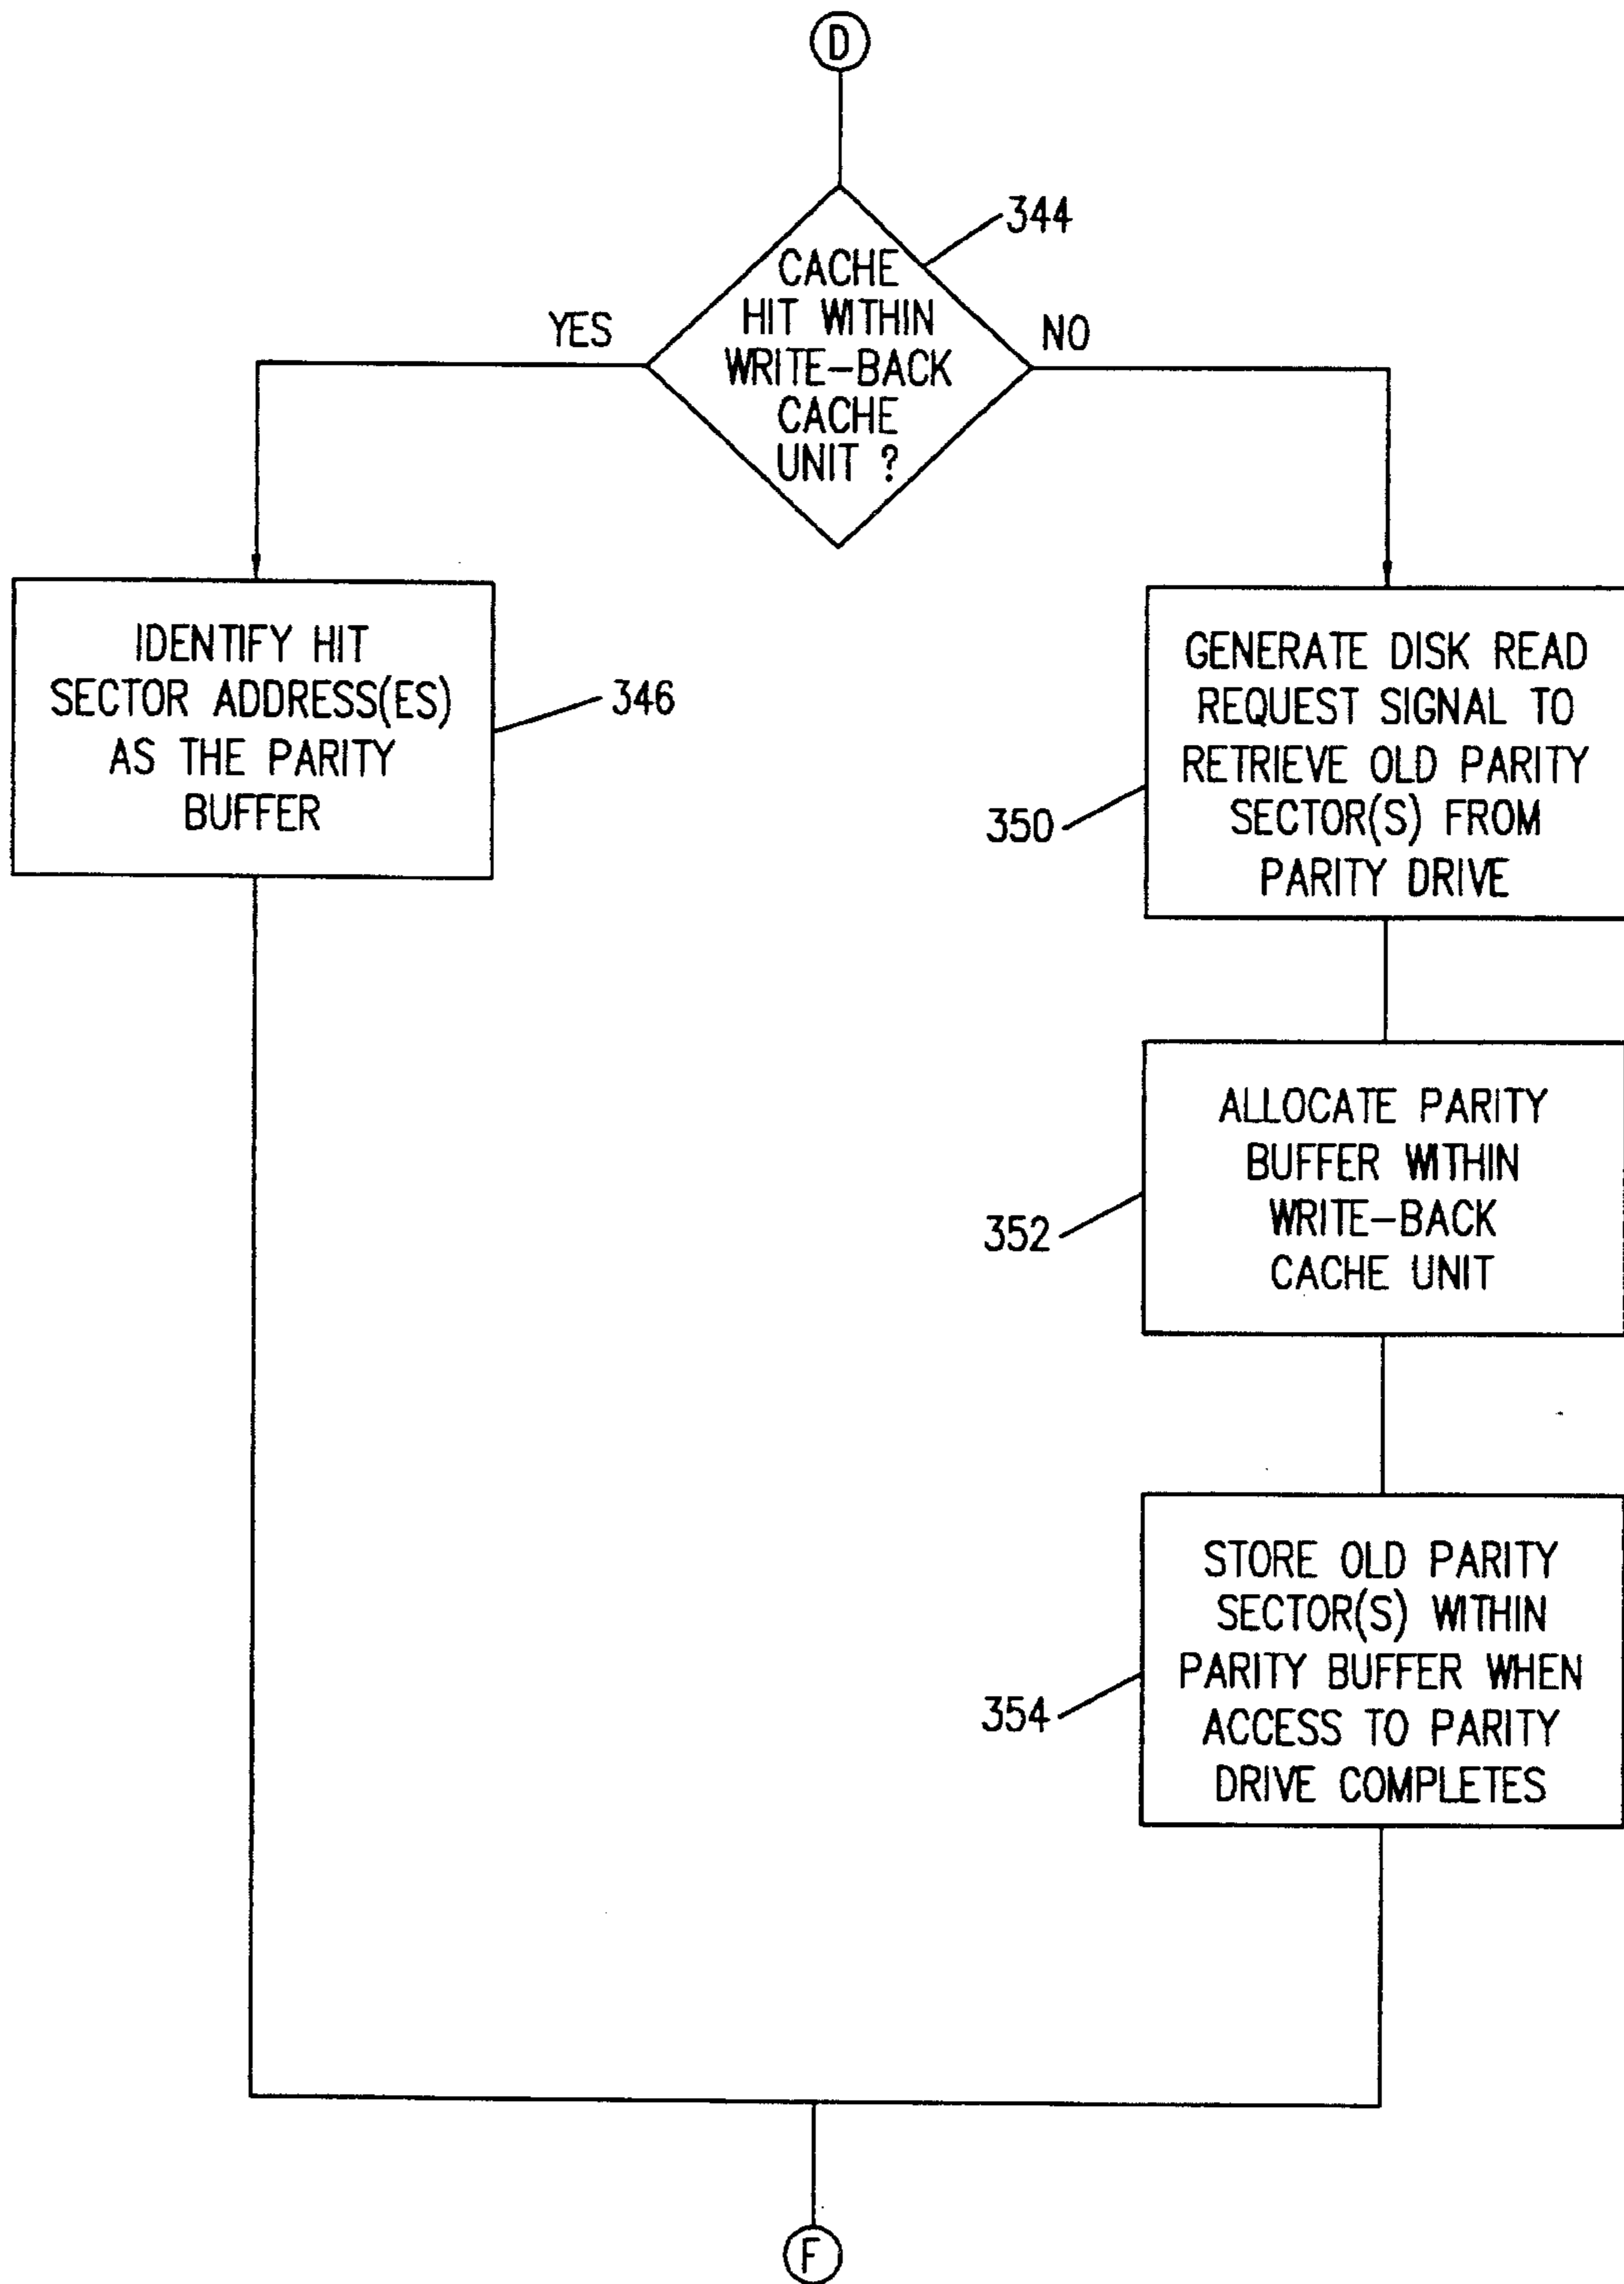 D
344
CACHE
HIT WITHIN
WRITE-BACK
CACHE
UNIT ?
YES
NO
IDENTIFY HIT
SECTOR ADDRESS(ES)
AS THE PARITY
BUFFER
346
GENERATE DISK READ
REQUEST SIGNAL TO
RETRIEVE OLD PARITY
SECTOR(S) FROM
PARITY DRIVE
350
ALLOCATE PARITY
BUFFER WITHIN
WRITE-BACK
CACHE UNIT
352
STORE OLD PARITY
SECTOR(S) WITHIN
PARITY BUFFER WHEN
ACCESS TO PARITY
DRIVE COMPLETES
354
F